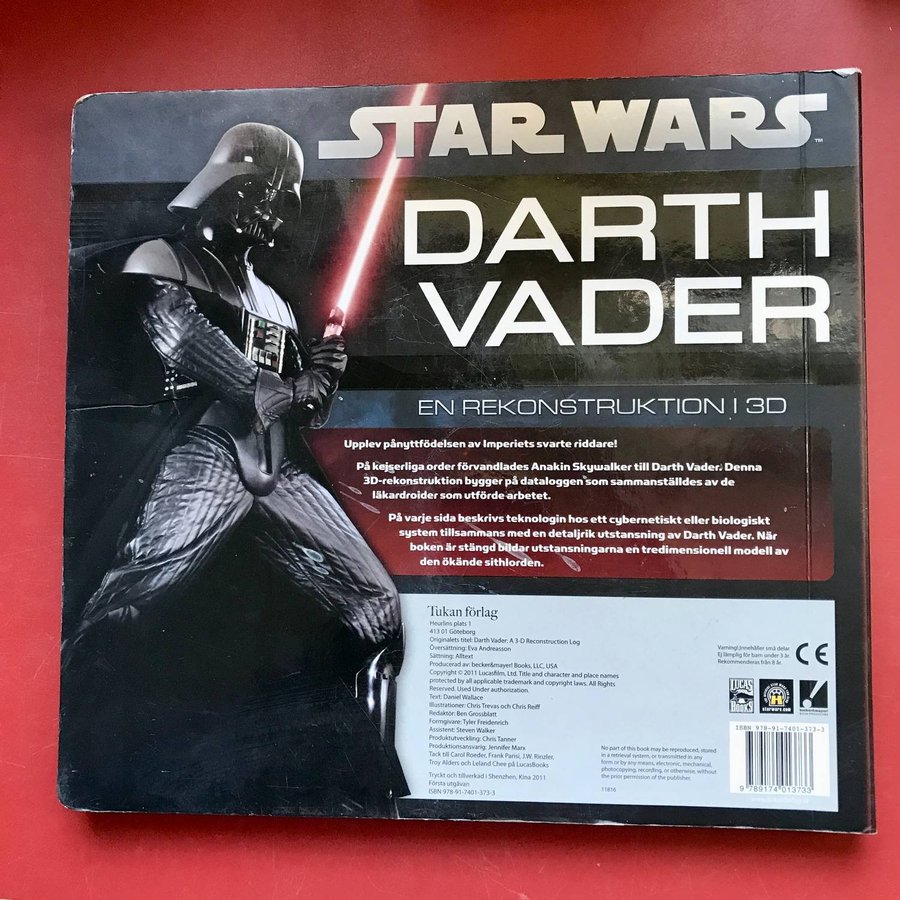 STAR WARS™
DARTH
VADER
EN REKONSTRUKTION I 3D
Upplev pånyttfödelsen av Imperiets svarte riddare!
På kejserliga order förvandlades Anakin Skywalker till Darth Vader. Denna
3D-rekonstruktion bygger på dataloggen som sammanställdes av de
läkardroider som utförde arbetet.
På varje sida beskrivs teknologin hos ett cybernetiskt eller biologiskt
system tillsammans med en detaljrik utstansning av Darth Vader. När
boken är stängd bildar utstansningarna en tredimensionell modell av
den ökände sithlorden.
Tukan förlag
Heurlins plats 1
413 01 Göteborg
Originalets titel: Darth Vader: A 3-D Reconstruction Log
Översättning: Eva Andreasson
Sättning: Alltext
Producerad av: becker&mayer! Books, LLC, USA
Copyright © 2011 Lucasfilm, Ltd. Title and character and place names
protected by all applicable trademark and copyright laws. All Rights
Reserved. Used Under authorization.
Text: Daniel Wallace
Illustrationer: Chris Trevas och Chris Reiff
Redaktör: Ben Grossblatt
Formgivare: Tyler Freidenrich
Assistent: Steven Walker
Produktutveckling: Chris Tanner
Produktionsansvarig: Jennifer Marx
Tack till Carol Roeder, Frank Parisi, J.W. Rinzler,
Troy Alders och Leland Chee på LucasBooks
Tryckt och tillverkad i Shenzhen, Kina 2011
Första utgåvan
ISBN 978-91-7401-373-3
No part of this book may be reproduced, stored
in a retrieval system, or transmitted in any
form or by any means, electronic, mechanical,
photocopying, recording, or otherwise, without
the prior permission of the publisher.
11816
Varning! Innehåller små delar.
Ej lämplig för barn under 3 år.
Rekommenderas från 8 år.
CE
LUCAS
BOOKS
starwars.com
becker&mayer!
BOOK PRODUCERS
ISBN 978-91-7401-373-3
9 789174 013733